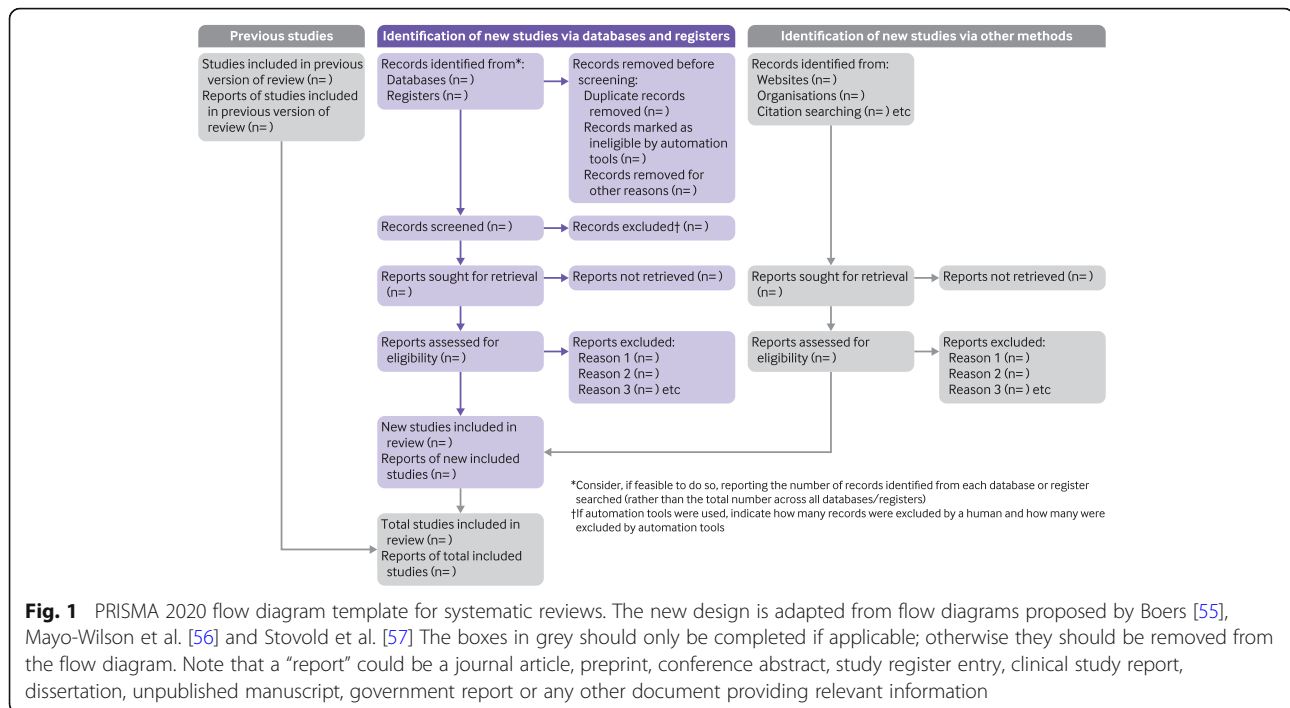 Previous studies
Identification of new studies via databases and registers
Identification of new studies via other methods
Studies included in previous
version of review (n= )
Reports of studies included
in previous version of
review (n= )
Records identified from*:
Databases (n= )
Registers (n= )
Records removed before
screening:
Duplicate records
removed (n= )
Records marked as
ineligible by automation
tools (n= )
Records removed for
other reasons (n= )
Records identified from:
Websites (n= )
Organisations (n= )
Citation searching (n= ) etc
Records screened (n= )
Records excluded† (n= )
Reports sought for retrieval
(n= )
Reports not retrieved (n= )
Reports sought for retrieval
(n= )
Reports not retrieved (n= )
Reports assessed for
eligibility (n= )
Reports excluded:
Reason 1 (n= )
Reason 2 (n= )
Reason 3 (n= ) etc
Reports assessed for
eligibility (n= )
Reports excluded:
Reason 1 (n= )
Reason 2 (n= )
Reason 3 (n= ) etc
New studies included in
review (n= )
Reports of new included
studies (n= )
*Consider, if feasible to do so, reporting the number of records identified from each database or register
searched (rather than the total number across all databases/registers)
†If automation tools were used, indicate how many records were excluded by a human and how many were
excluded by automation tools
Total studies included in
review (n= )
Reports of total included
studies (n= )
Fig. 1 PRISMA 2020 flow diagram template for systematic reviews. The new design is adapted from flow diagrams proposed by Boers [55],
Mayo-Wilson et al. [56] and Stovold et al. [57] The boxes in grey should only be completed if applicable; otherwise they should be removed from
the flow diagram. Note that a “report” could be a journal article, preprint, conference abstract, study register entry, clinical study report,
dissertation, unpublished manuscript, government report or any other document providing relevant information